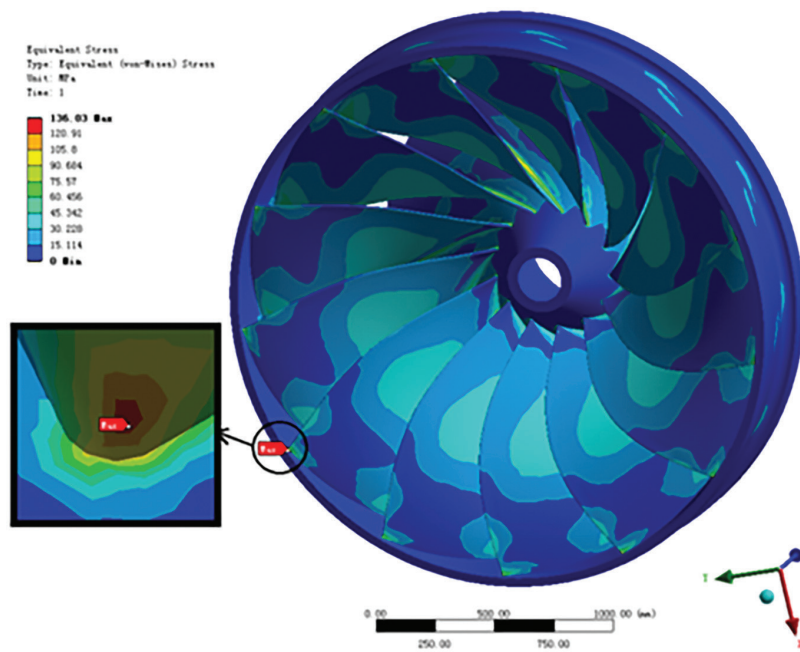 Equivalent Stress
Type: Equivalent (von-Mises) Stress
Unit: MPa
Time: 1
136.03 Max
120.91
105.8
90.684
75.57
60.456
45.342
30.228
15.114
0 Min
Max
Max
Y
X
0.00 500.00 1000.00 (mm)
250.00 750.00